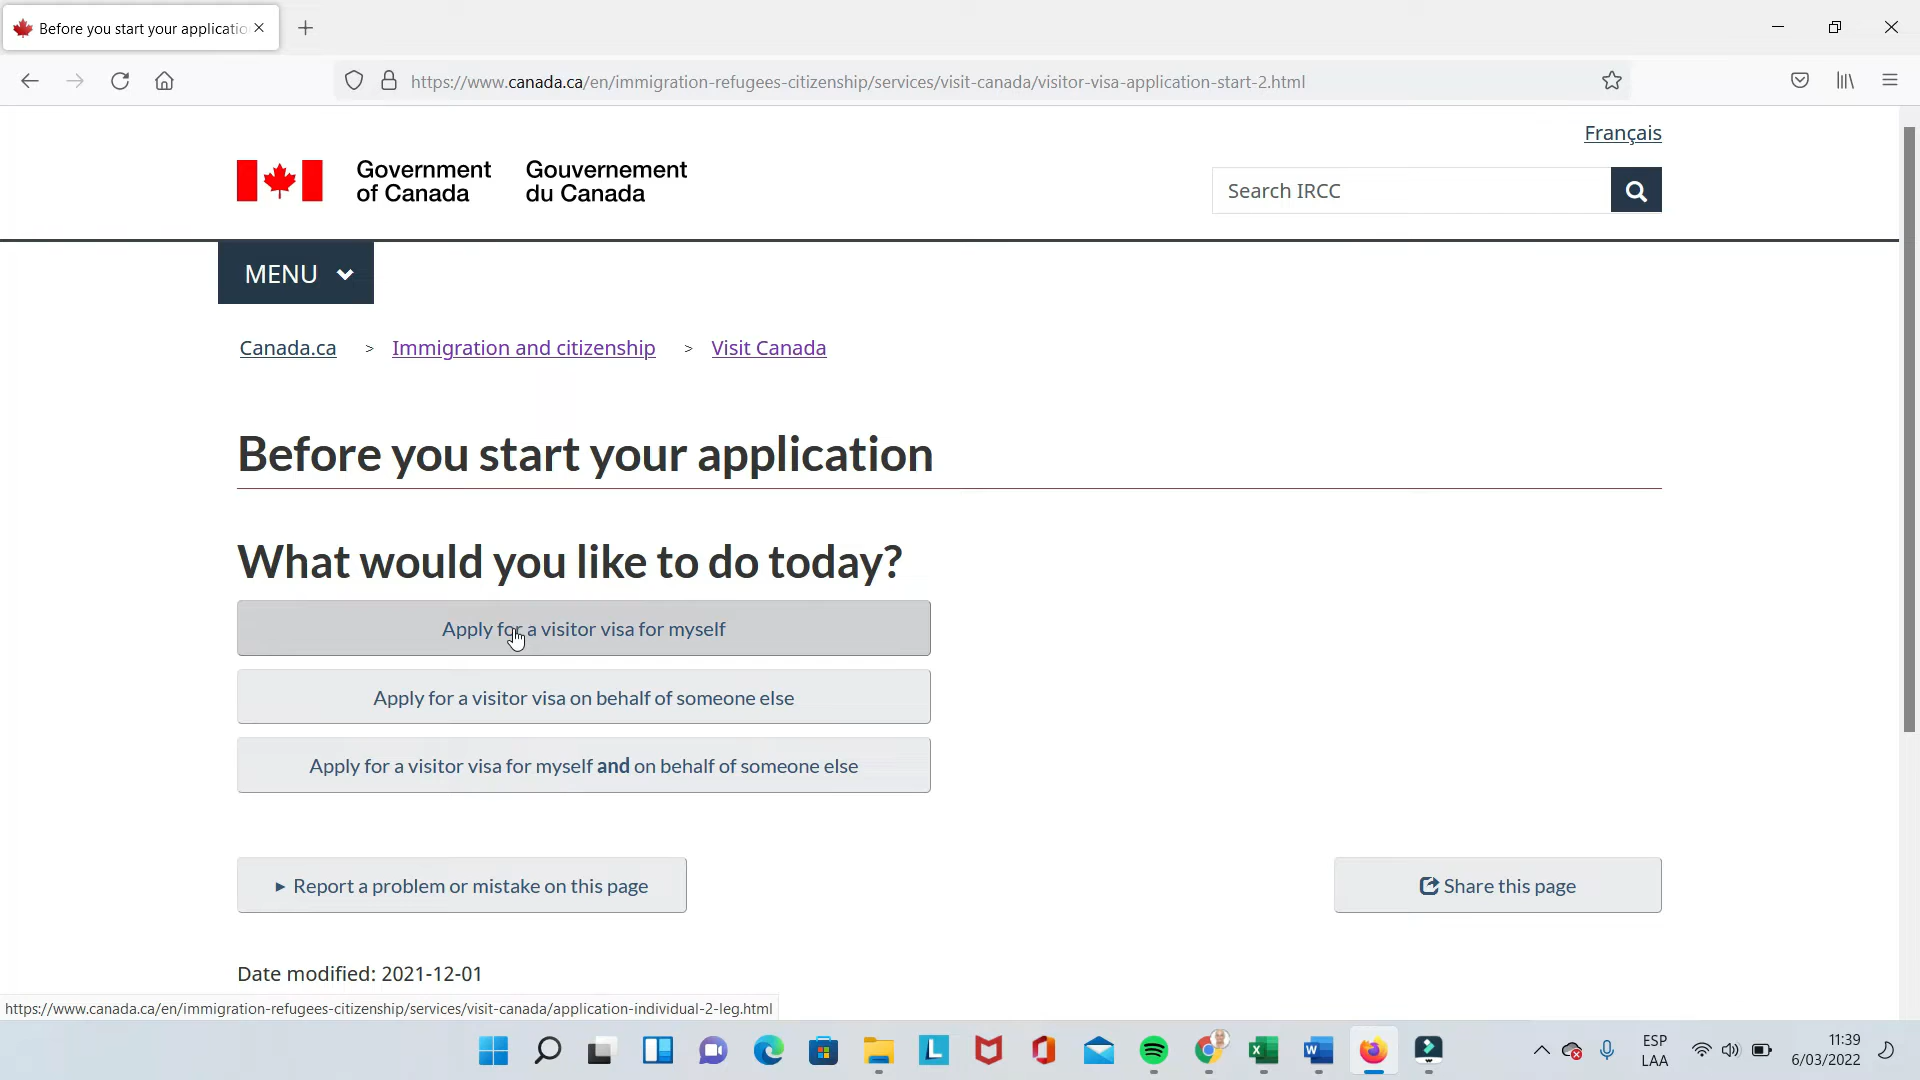 Before you start your applicatio
https://www.canada.ca/en/immigration-refugees-citizenship/services/visit-canada/visitor-visa-application-start-2.html
Français
Government of Canada
Gouvernement du Canada
Search IRCC
MENU
Canada.ca > Immigration and citizenship > Visit Canada
Before you start your application
What would you like to do today?
Apply for a visitor visa for myself
Apply for a visitor visa on behalf of someone else
Apply for a visitor visa for myself and on behalf of someone else
Report a problem or mistake on this page
Share this page
Date modified: 2021-12-01
https://www.canada.ca/en/immigration-refugees-citizenship/services/visit-canada/application-individual-2-leg.html
ESP
LAA
11:39
6/03/2022